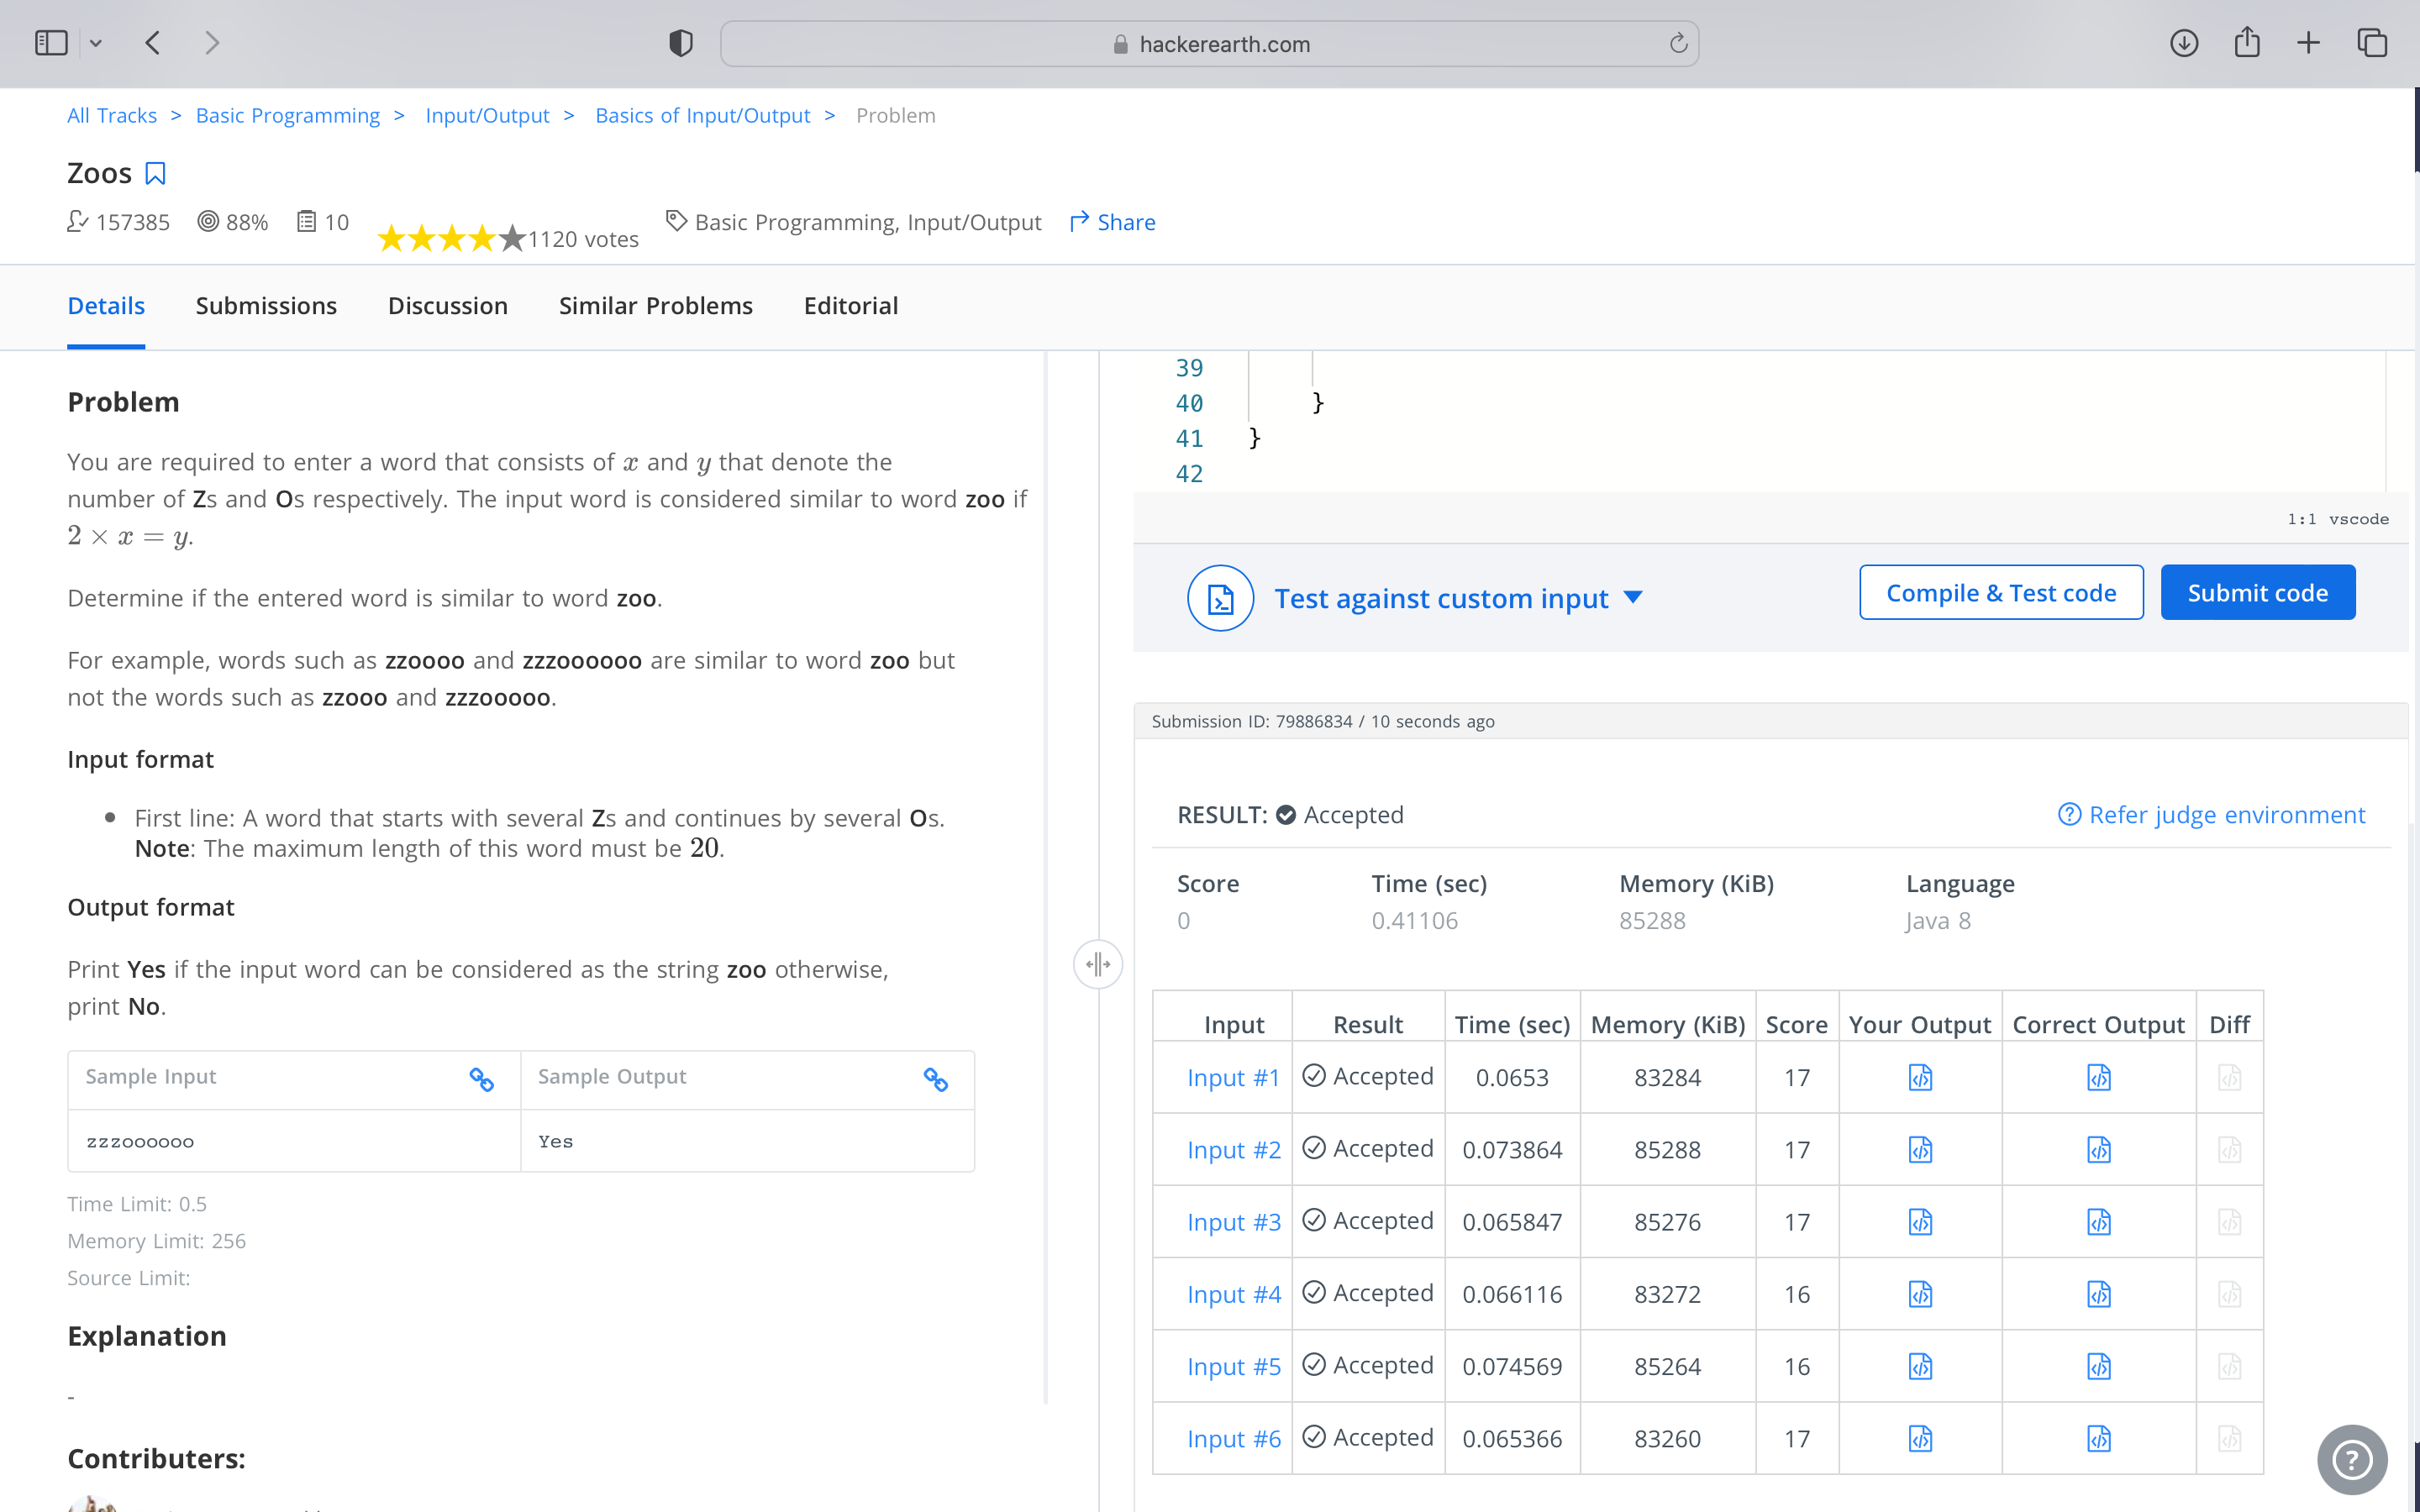 hackerearth.com
All Tracks > Basic Programming > Input/Output > Basics of Input/Output > Problem
Zoos
157385 88% 10 1120 votes Basic Programming, Input/Output Share
Details Submissions Discussion Similar Problems Editorial
Problem
You are required to enter a word that consists of x and y that denote the
number of Zs and Os respectively. The input word is considered similar to word zoo if
2 × x = y.
Determine if the entered word is similar to word zoo.
For example, words such as zzoooo and zzzoooooo are similar to word zoo but
not the words such as zzooo and zzzooooo.
Input format
• First line: A word that starts with several Zs and continues by several Os.
Note: The maximum length of this word must be 20.
Output format
Print Yes if the input word can be considered as the string zoo otherwise,
print No.
Sample Input Sample Output
zzzoooooo Yes
Time Limit: 0.5
Memory Limit: 256
Source Limit:
Explanation
-
Contributers:
39
40 }
41 }
42
1:1 vscode
Test against custom input Compile & Test code Submit code
Submission ID: 79886834 / 10 seconds ago
RESULT: Accepted Refer judge environment
Score Time (sec) Memory (KiB) Language
0 0.41106 85288 Java 8
Input Result Time (sec) Memory (KiB) Score Your Output Correct Output Diff
Input #1 Accepted 0.0653 83284 17
Input #2 Accepted 0.073864 85288 17
Input #3 Accepted 0.065847 85276 17
Input #4 Accepted 0.066116 83272 16
Input #5 Accepted 0.074569 85264 16
Input #6 Accepted 0.065366 83260 17